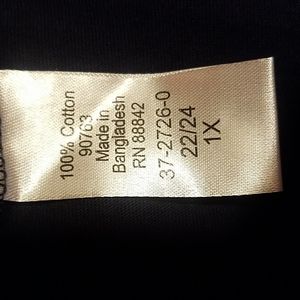 100% Cotton
90763
Made in
Bangladesh
RN 88842
37-2726-0
22/24
1X